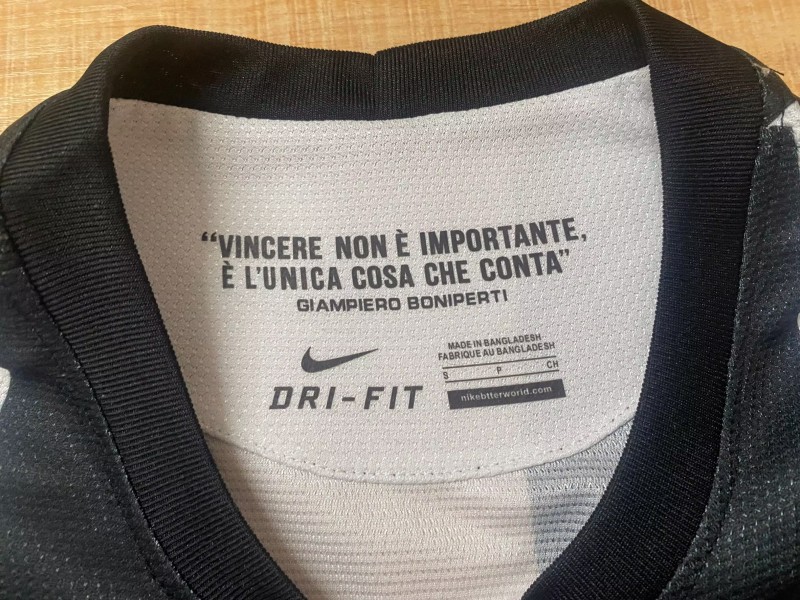 “VINCERE NON È IMPORTANTE,
È L'UNICA COSA CHE CONTA”
GIAMPIERO BONIPERTI
DRI-FIT
MADE IN BANGLADESH
FABRIQUE AU BANGLADESH
S P CH
nikebtterworld.com